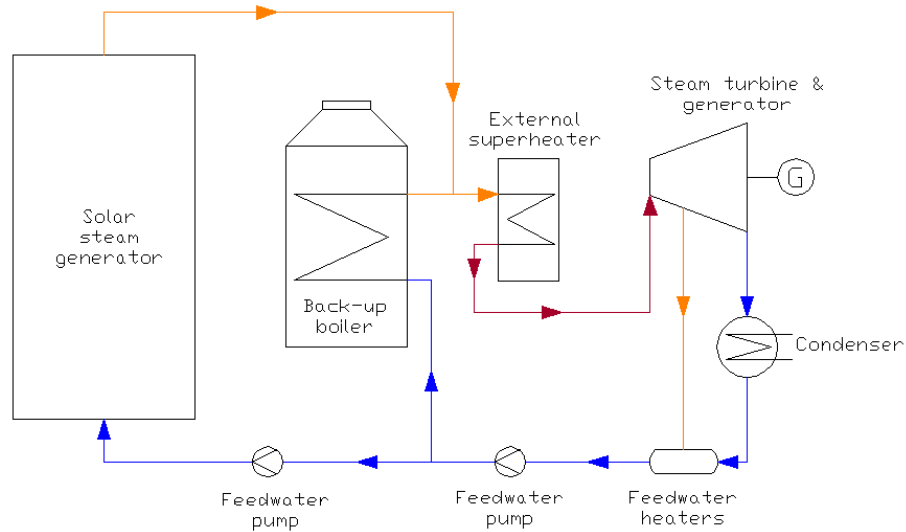 Steam turbine &
generator
External
superheater
G
Solar
steam
generator
Back-up
boiler
Condenser
Feedwater
pump
Feedwater
pump
Feedwater
heaters